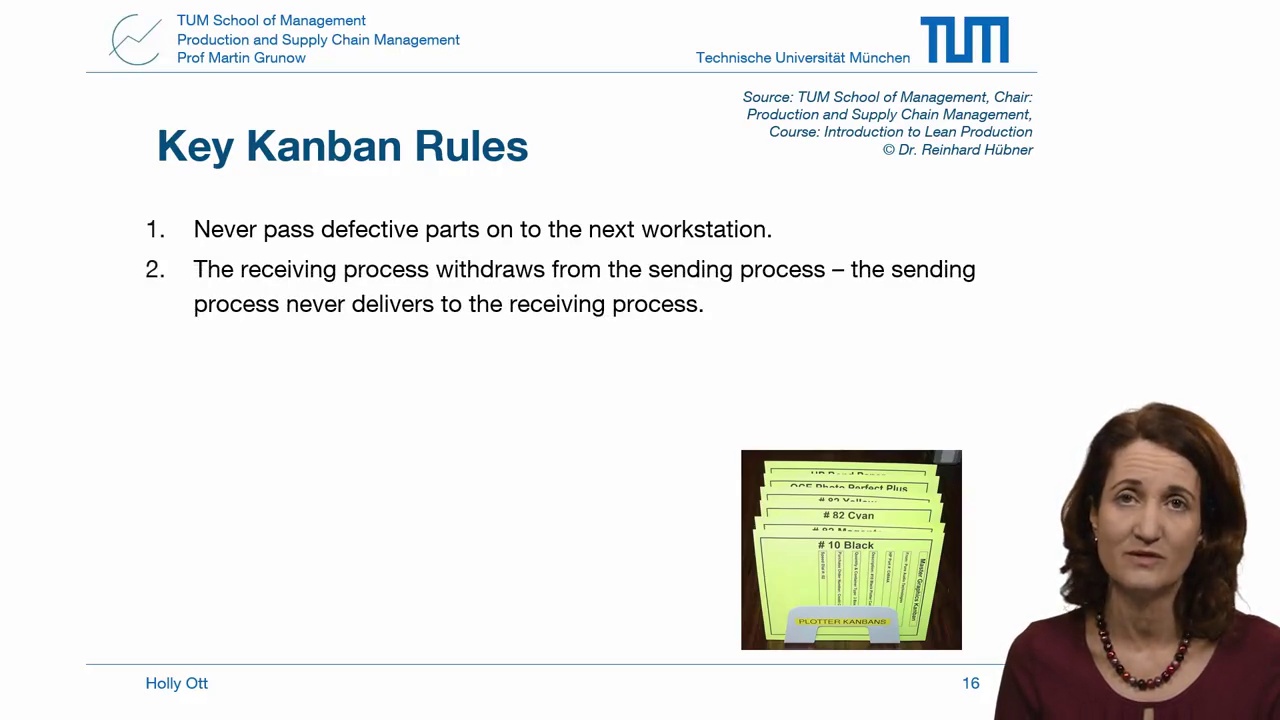 TUM School of Management
Production and Supply Chain Management
Prof Martin Grunow
Technische Universität München
TUM
Source: TUM School of Management, Chair:
Production and Supply Chain Management,
Course: Introduction to Lean Production
© Dr. Reinhard Hübner
Key Kanban Rules
1. Never pass defective parts on to the next workstation.
2. The receiving process withdraws from the sending process – the sending
process never delivers to the receiving process.
OCE Photo Perfect Plus
# 82 Yellow
# 82 Cyan
# 10 Black
Master Graphics Kanban
PLOTTER KANBANS
Holly Ott
16